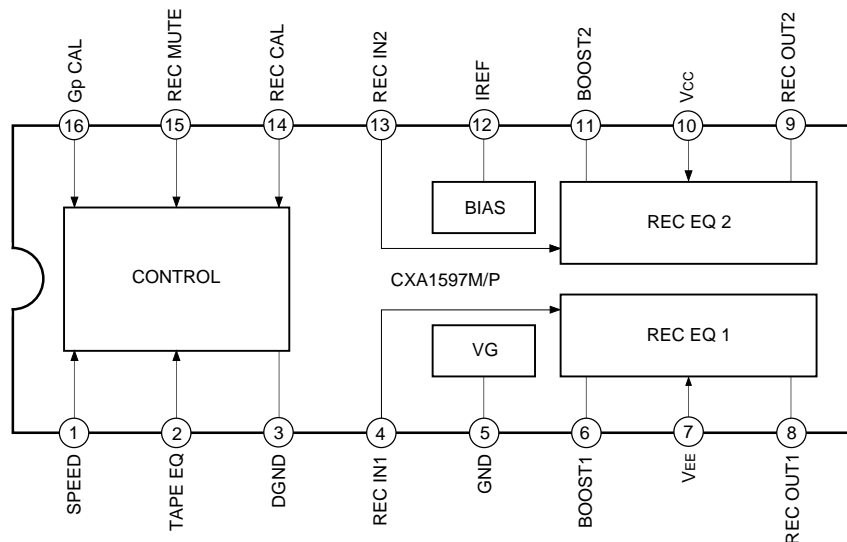 Gp CAL
REC MUTE
REC CAL
REC IN2
IREF
BOOST2
VCC
REC OUT2
16
15
14
13
12
11
10
9
BIAS
REC EQ 2
CONTROL
CXA1597M/P
VG
REC EQ 1
1
2
3
4
5
6
7
8
SPEED
TAPE EQ
DGND
REC IN1
GND
BOOST1
VEE
REC OUT1